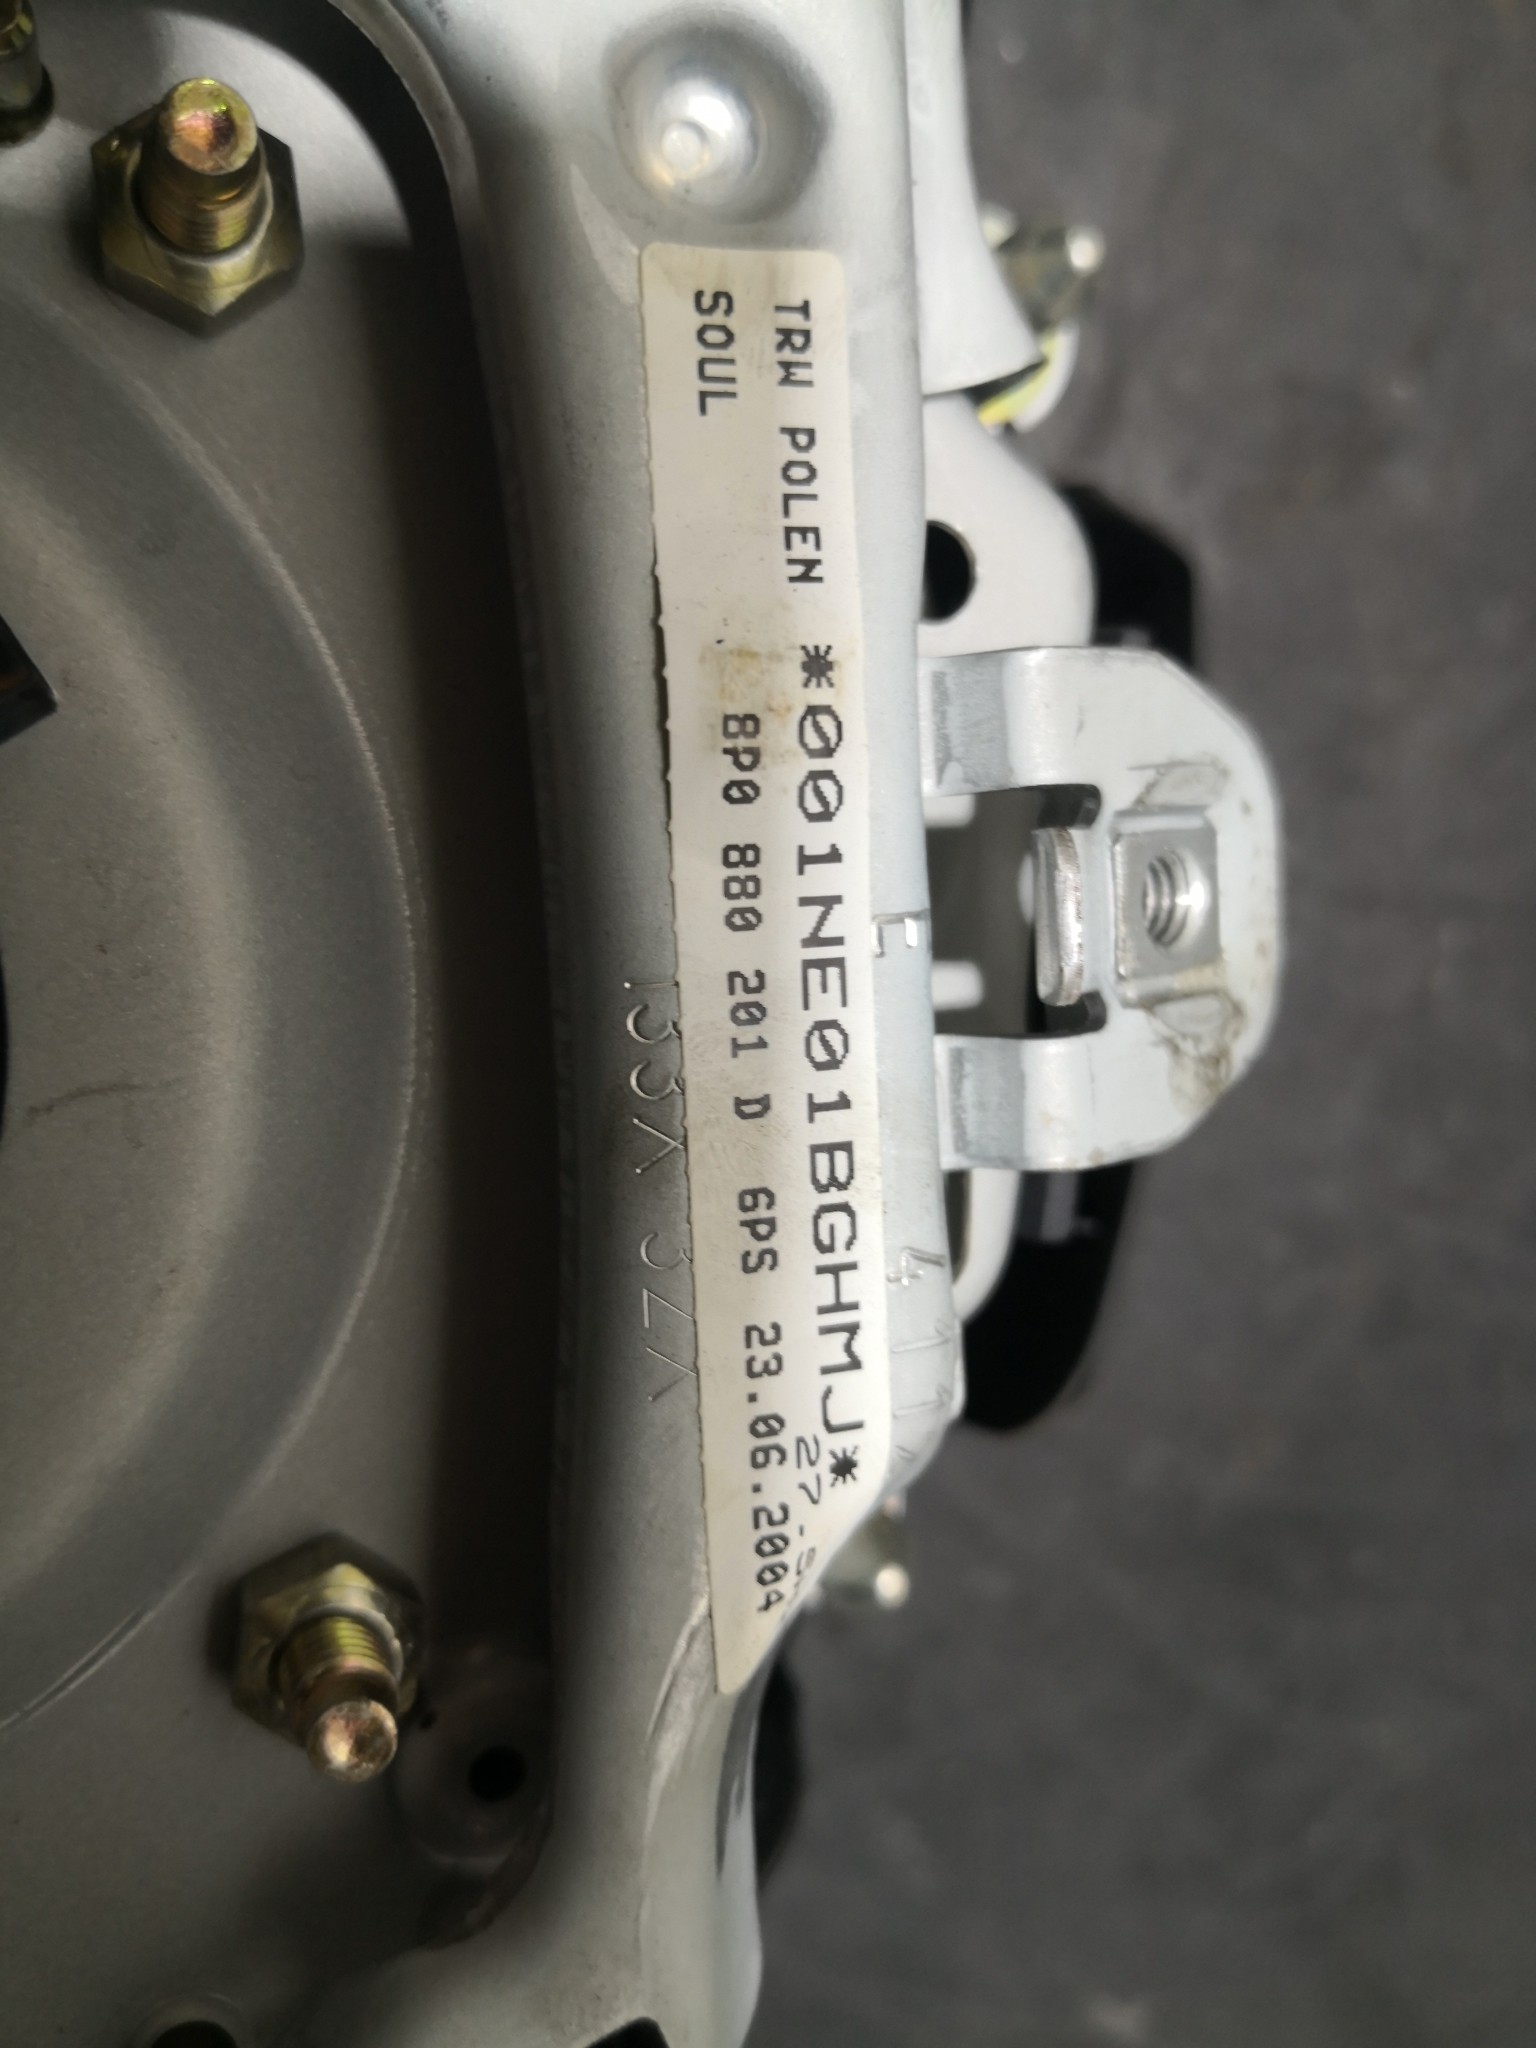 TRW POLEN *001NE01BGHMJ*
SOUL 8P0 880 201 D 6PS 23.06.2004